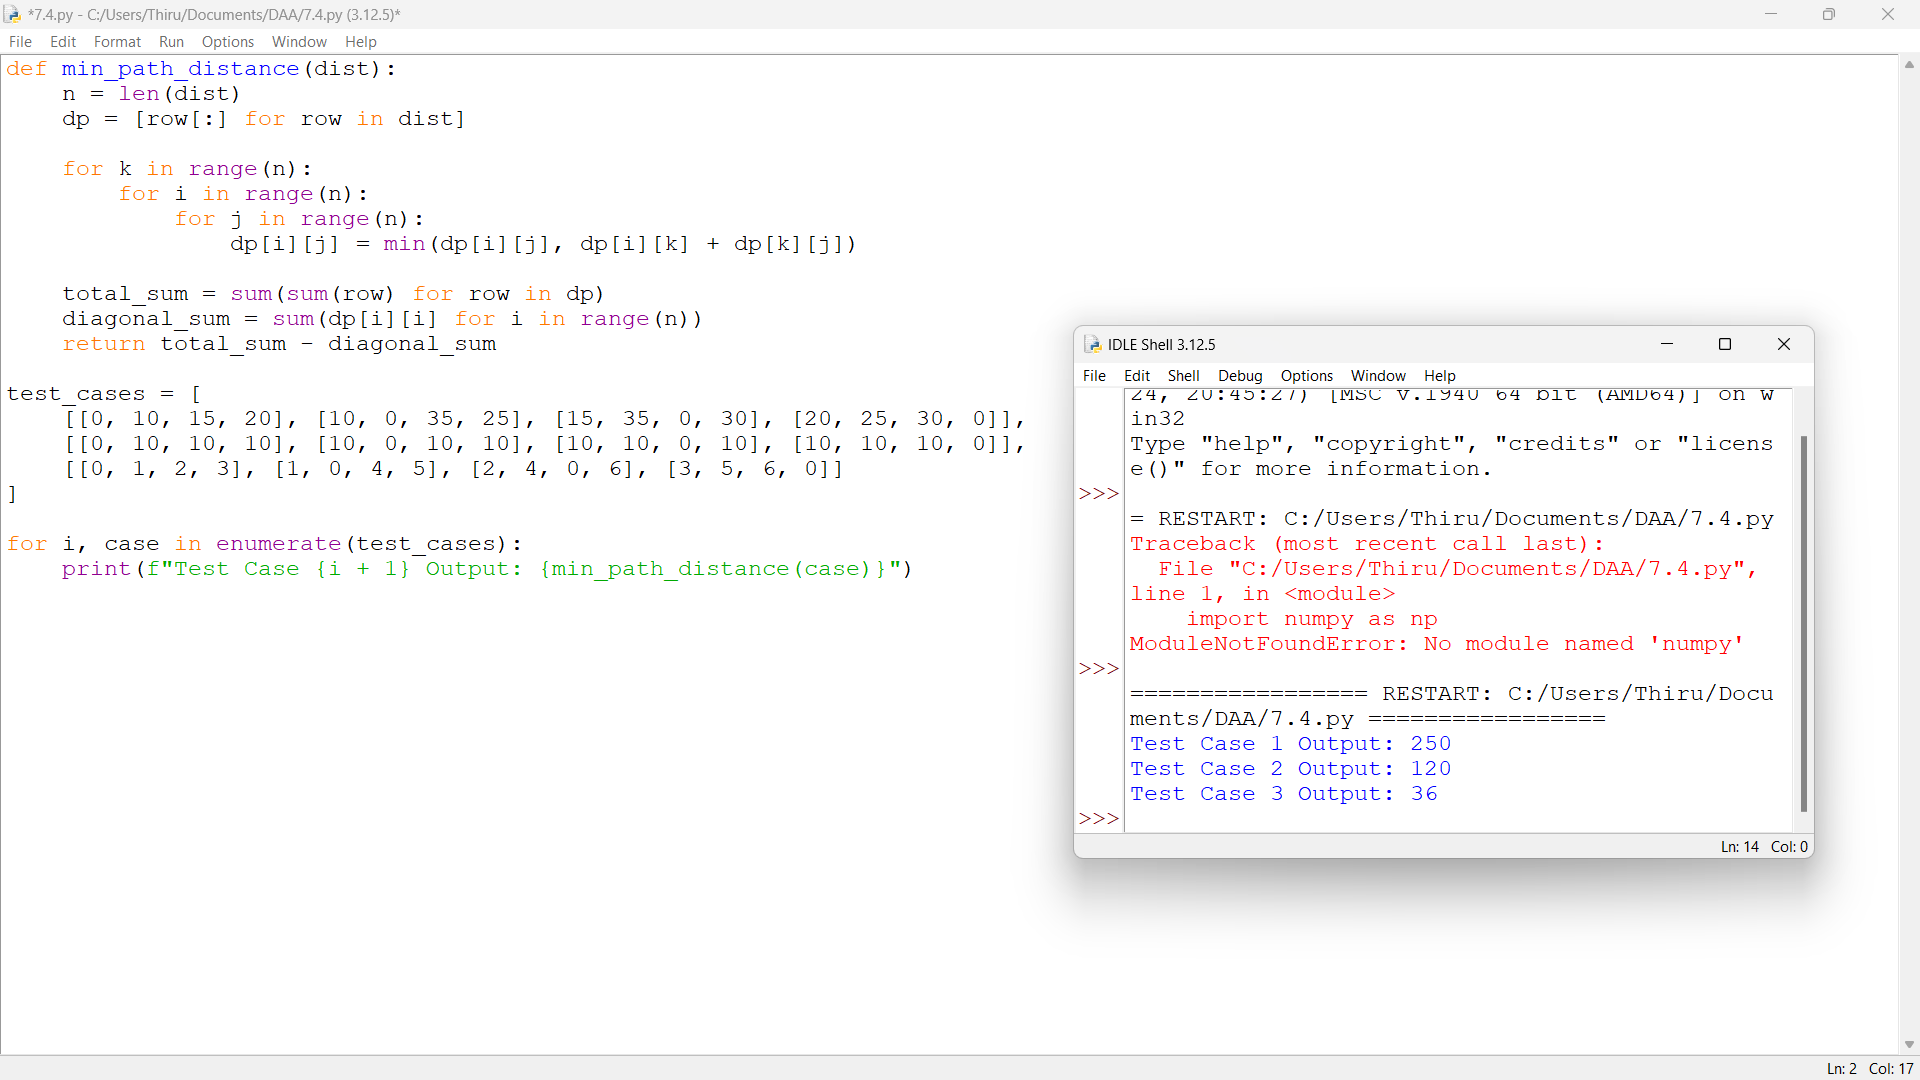 *7.4.py - C:/Users/Thiru/Documents/DAA/7.4.py (3.12.5)*
File Edit Format Run Options Window Help
def min_path_distance(dist):
    n = len(dist)
    dp = [row[:] for row in dist]
    for k in range(n):
        for i in range(n):
            for j in range(n):
                dp[i][j] = min(dp[i][j], dp[i][k] + dp[k][j])
    total_sum = sum(sum(row) for row in dp)
    diagonal_sum = sum(dp[i][i] for i in range(n))
    return total_sum - diagonal_sum
test_cases = [
    [[0, 10, 15, 20], [10, 0, 35, 25], [15, 35, 0, 30], [20, 25, 30, 0]],
    [[0, 10, 10, 10], [10, 0, 10, 10], [10, 10, 0, 10], [10, 10, 10, 0]],
    [[0, 1, 2, 3], [1, 0, 4, 5], [2, 4, 0, 6], [3, 5, 6, 0]]
]
for i, case in enumerate(test_cases):
    print(f"Test Case {i + 1} Output: {min_path_distance(case)}")
IDLE Shell 3.12.5
File Edit Shell Debug Options Window Help
24, 20:45:27) [MSC v.1940 64 bit (AMD64)] on w
in32
Type "help", "copyright", "credits" or "licens
e()" for more information.
>>>
= RESTART: C:/Users/Thiru/Documents/DAA/7.4.py
Traceback (most recent call last):
  File "C:/Users/Thiru/Documents/DAA/7.4.py",
line 1, in <module>
    import numpy as np
ModuleNotFoundError: No module named 'numpy'
>>>
================= RESTART: C:/Users/Thiru/Docu
ments/DAA/7.4.py =================
Test Case 1 Output: 250
Test Case 2 Output: 120
Test Case 3 Output: 36
>>>
Ln: 14 Col: 0
Ln: 2 Col: 17